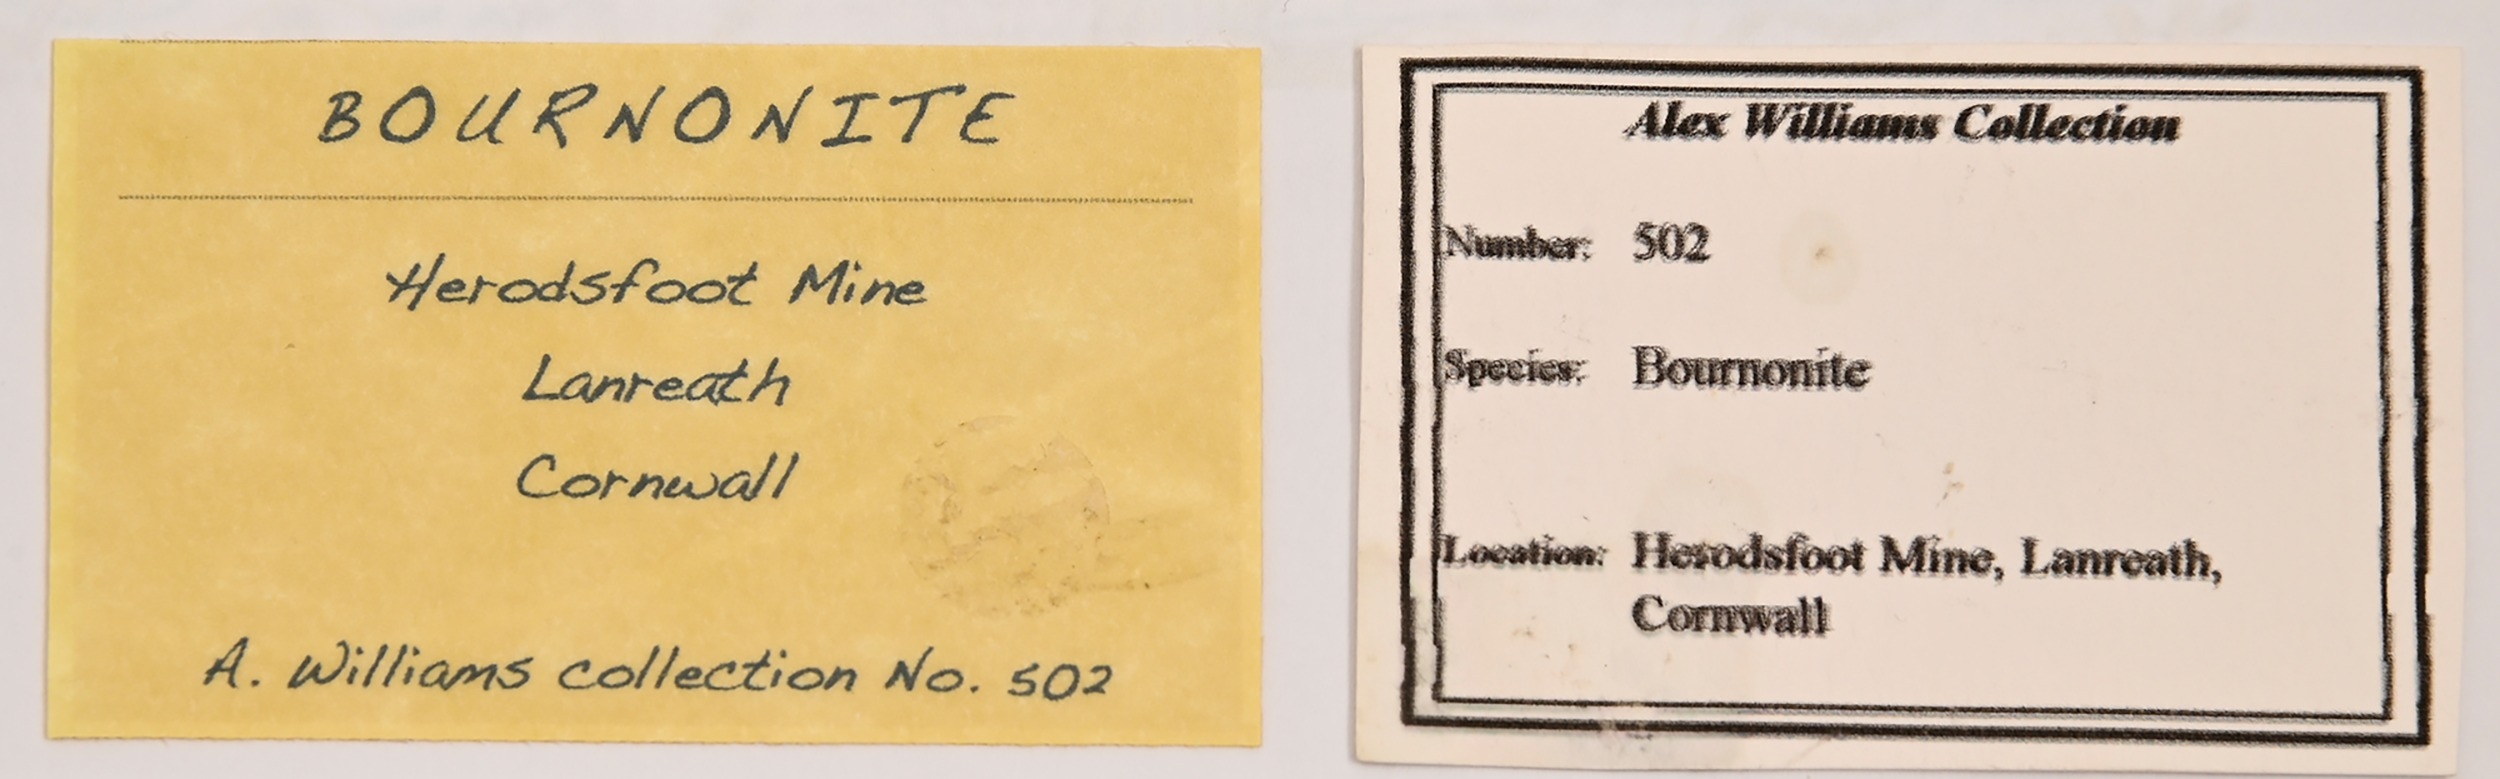 BOURNONITE
Herodsfoot Mine
Lanreath
Cornwall
A. Williams collection No. 502
Alex Williams Collection
Number: 502
Species: Bournonite
Location: Herodsfoot Mine, Lanreath,
Cornwall